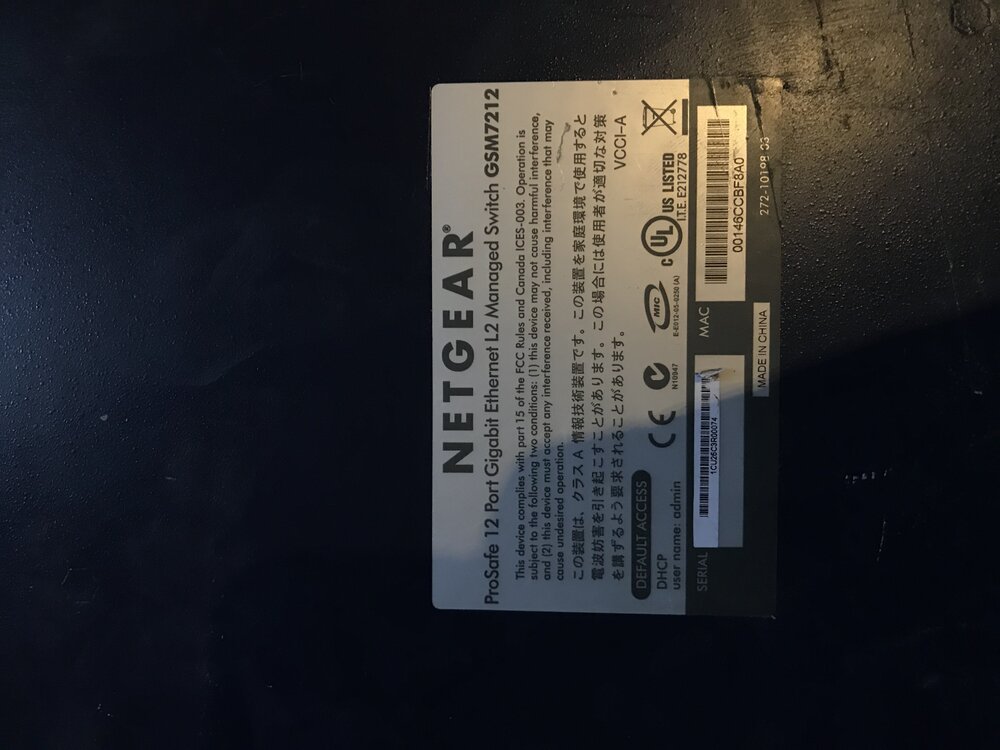 NETGEAR®
ProSafe 12 Port Gigabit Ethernet L2 Managed Switch GSM7212
This device complies with part 15 of the FCC Rules and Canada ICES-003. Operation is
subject to the following two conditions: (1) this device may not cause harmful interference,
and (2) this device must accept any interference received, including interference that may
cause undesired operation.
この装置は、クラス A 情報技術装置です。この装置を家庭環境で使用すると
電波妨害を引き起こすことがあります。この場合には使用者が適切な対策
を講ずるよう要求されることがあります。
VCCI-A
DEFAULT ACCESS
DHCP
user name: admin
CE
N10947
MIC
E-E012-05-0250 (A)
C UL US LISTED
I.T.E. E212778
SERIAL
1CU26C3R00074
MAC
00146CCBF8A0
MADE IN CHINA
272-10198-03